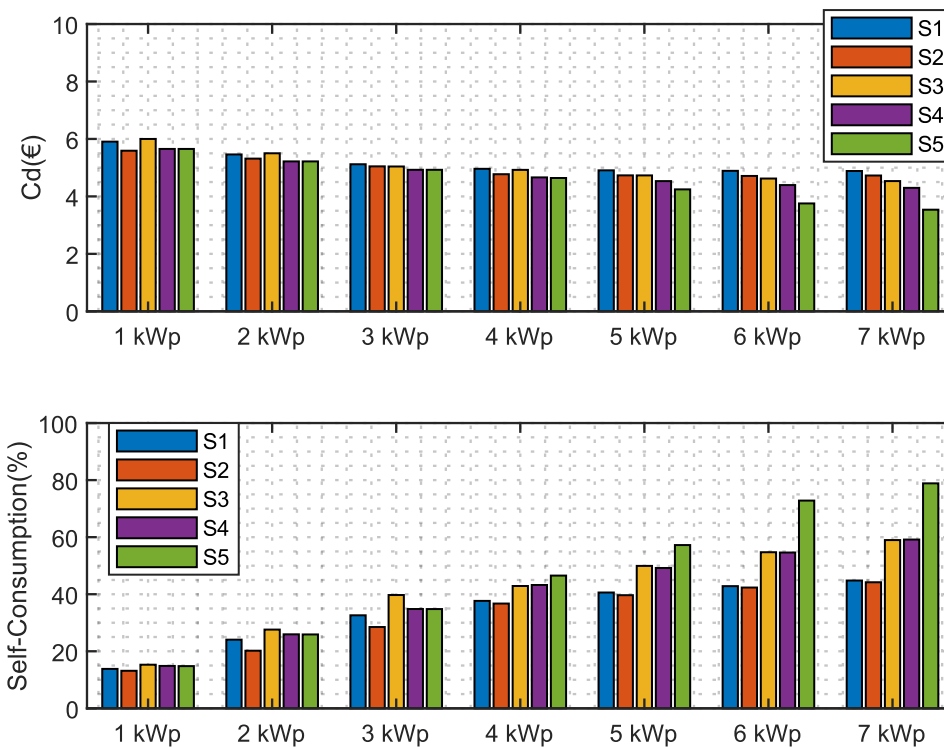 10
8
6
4
2
0
Cd(€)
S1
S2
S3
S4
S5
1 kWp 2 kWp 3 kWp 4 kWp 5 kWp 6 kWp 7 kWp
100
80
60
40
20
0
Self-Consumption(%)
S1
S2
S3
S4
S5
1 kWp 2 kWp 3 kWp 4 kWp 5 kWp 6 kWp 7 kWp